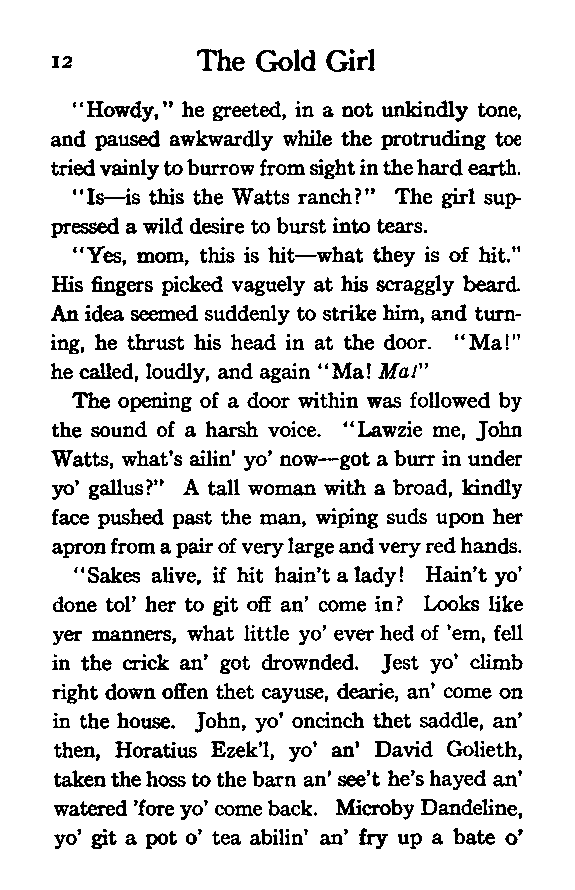 12 The Gold Girl
"Howdy," he greeted, in a not unkindly tone,
and paused awkwardly while the protruding toe
tried vainly to burrow from sight in the hard earth.
"Is—is this the Watts ranch?" The girl sup-
pressed a wild desire to burst into tears.
"Yes, mom, this is hit—what they is of hit."
His fingers picked vaguely at his scraggly beard.
An idea seemed suddenly to strike him, and turn-
ing, he thrust his head in at the door. "Ma!"
he called, loudly, and again "Ma! Ma!"
The opening of a door within was followed by
the sound of a harsh voice. "Lawzie me, John
Watts, what's ailin' yo' now—got a burr in under
yo' gallus?" A tall woman with a broad, kindly
face pushed past the man, wiping suds upon her
apron from a pair of very large and very red hands.
"Sakes alive, if hit hain't a lady! Hain't yo'
done tol' her to git off an' come in? Looks like
yer manners, what little yo' ever hed of 'em, fell
in the crick an' got drownded. Jest yo' climb
right down offen thet cayuse, dearie, an' come on
in the house. John, yo' oncinch thet saddle, an'
then, Horatius Ezek'l, yo' an' David Golieth,
taken the hoss to the barn an' see't he's hayed an'
watered 'fore yo' come back. Microby Dandeline,
yo' git a pot o' tea abilin' an' fry up a bate o'